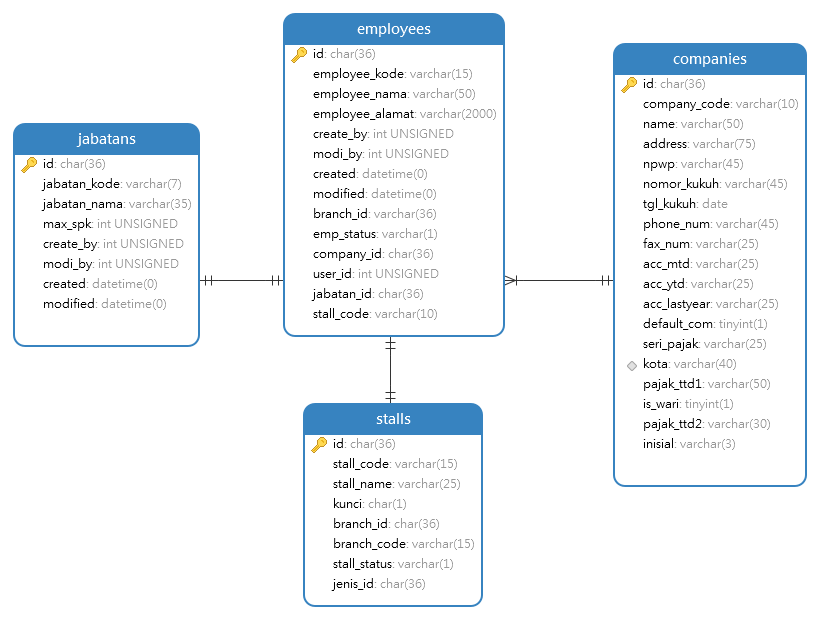 employees
id: char(36)
employee_kode: varchar(15)
employee_nama: varchar(50)
employee_alamat: varchar(2000)
create_by: int UNSIGNED
modi_by: int UNSIGNED
created: datetime(0)
modified: datetime(0)
branch_id: varchar(36)
emp_status: varchar(1)
company_id: char(36)
user_id: int UNSIGNED
jabatan_id: char(36)
stall_code: varchar(10)
companies
id: char(36)
company_code: varchar(10)
name: varchar(50)
address: varchar(75)
npwp: varchar(45)
nomor_kukuh: varchar(45)
tgl_kukuh: date
phone_num: varchar(45)
fax_num: varchar(25)
acc_mtd: varchar(25)
acc_ytd: varchar(25)
acc_lastyear: varchar(25)
default_com: tinyint(1)
seri_pajak: varchar(25)
kota: varchar(40)
pajak_ttd1: varchar(50)
is_wari: tinyint(1)
pajak_ttd2: varchar(30)
inisial: varchar(3)
jabatans
id: char(36)
jabatan_kode: varchar(7)
jabatan_nama: varchar(35)
max_spk: int UNSIGNED
create_by: int UNSIGNED
modi_by: int UNSIGNED
created: datetime(0)
modified: datetime(0)
stalls
id: char(36)
stall_code: varchar(15)
stall_name: varchar(25)
kunci: char(1)
branch_id: char(36)
branch_code: varchar(15)
stall_status: varchar(1)
jenis_id: char(36)